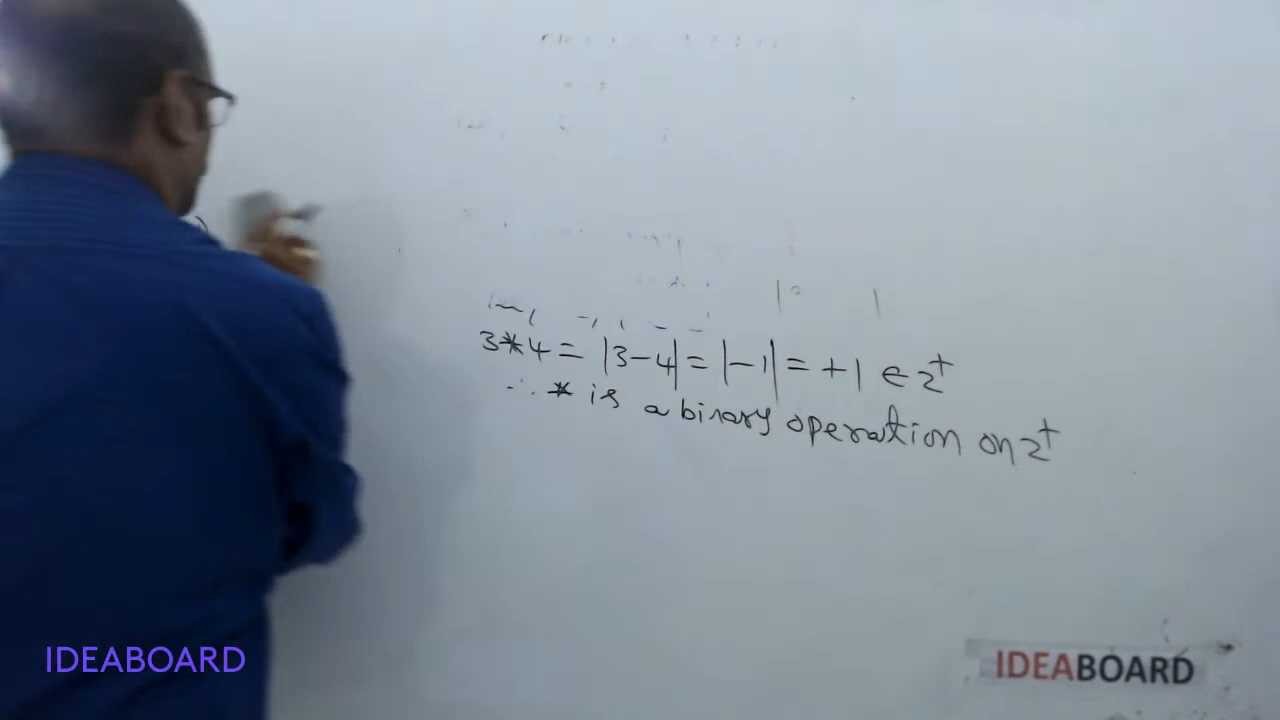 3*4 = |3-4| = |-1| = +1 ∈ z⁺
∴ * is a binary operation on z⁺
IDEABOARD
IDEABOARD